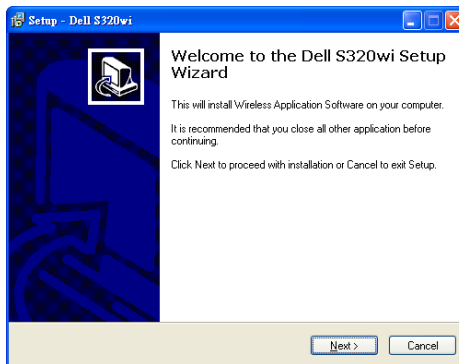 Setup - Dell S320wi
Welcome to the Dell S320wi Setup
Wizard
This will install Wireless Application Software on your computer.
It is recommended that you close all other application before
continuing.
Click Next to proceed with installation or Cancel to exit Setup.
Next >
Cancel